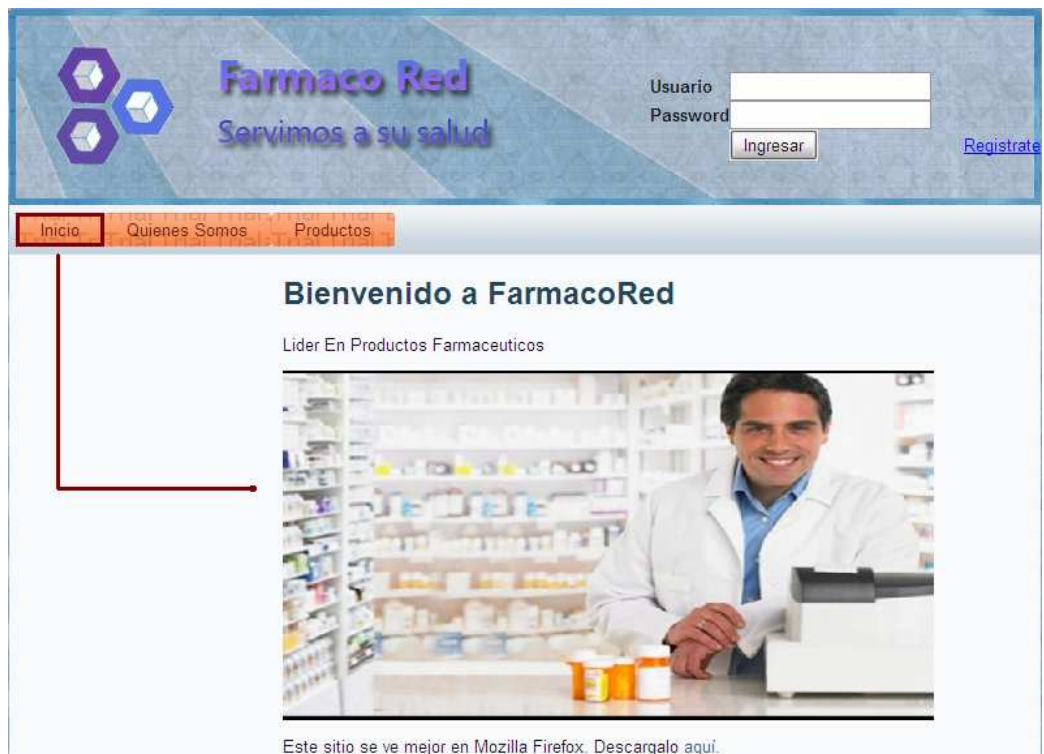 Farmaco Red
Servimos a su salud
Usuario
Password
Ingresar
Registrate
Inicio Quienes Somos Productos
Bienvenido a FarmacoRed
Lider En Productos Farmaceuticos
Este sitio se ve mejor en Mozilla Firefox. Descargalo aquí.